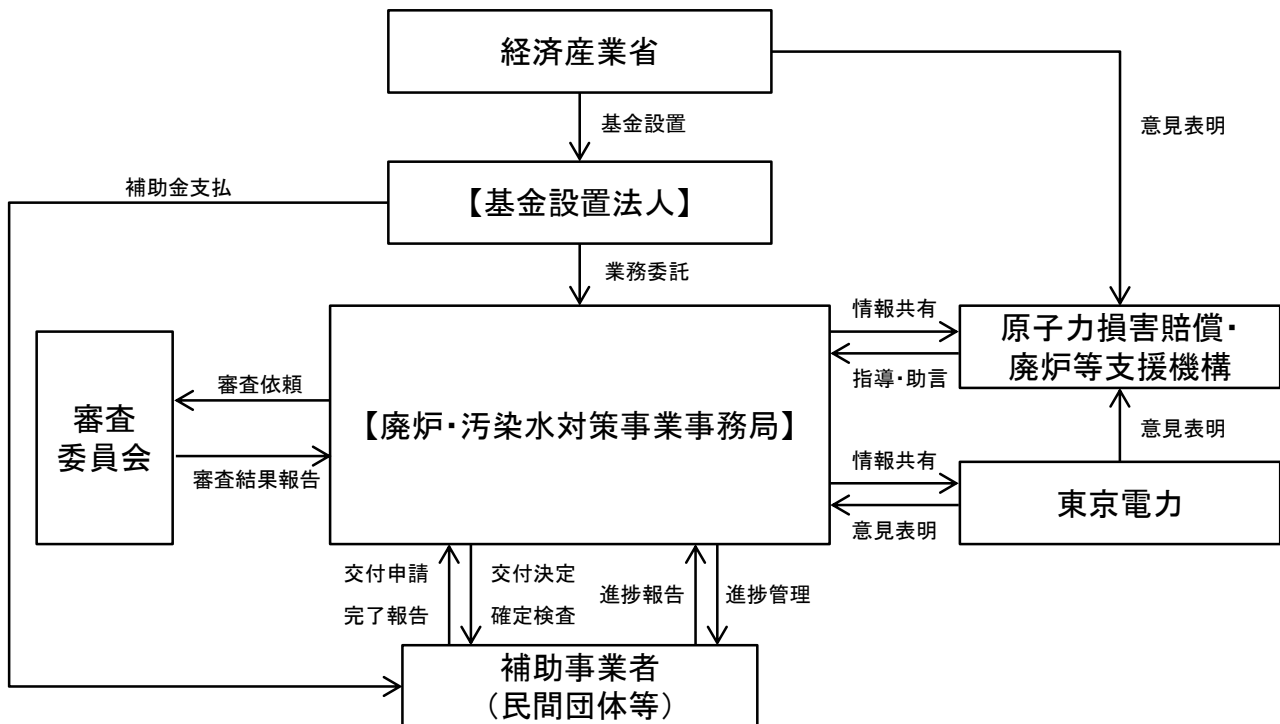 経済産業省
基金設置
意見表明
補助金支払
【基金設置法人】
業務委託
情報共有
原子力損害賠償・
廃炉等支援機構
指導・助言
審査依頼
審査
委員会
【廃炉・汚染水対策事業事務局】
意見表明
審査結果報告
情報共有
東京電力
意見表明
交付申請
完了報告
交付決定
確定検査
進捗報告
進捗管理
補助事業者
（民間団体等）